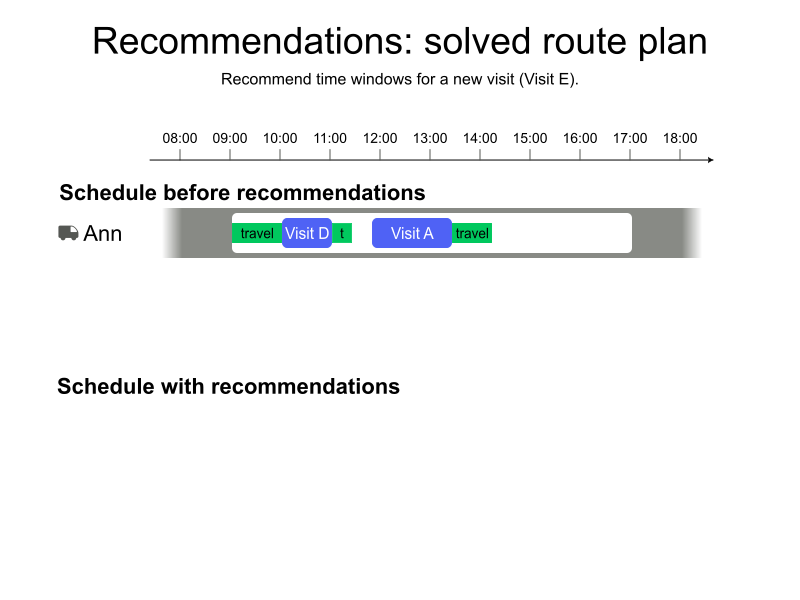 Recommendations: solved route plan
Recommend time windows for a new visit (Visit E).
08:00 09:00 10:00 11:00 12:00 13:00 14:00 15:00 16:00 17:00 18:00
Schedule before recommendations
Ann travel Visit D t Visit A travel
Schedule with recommendations